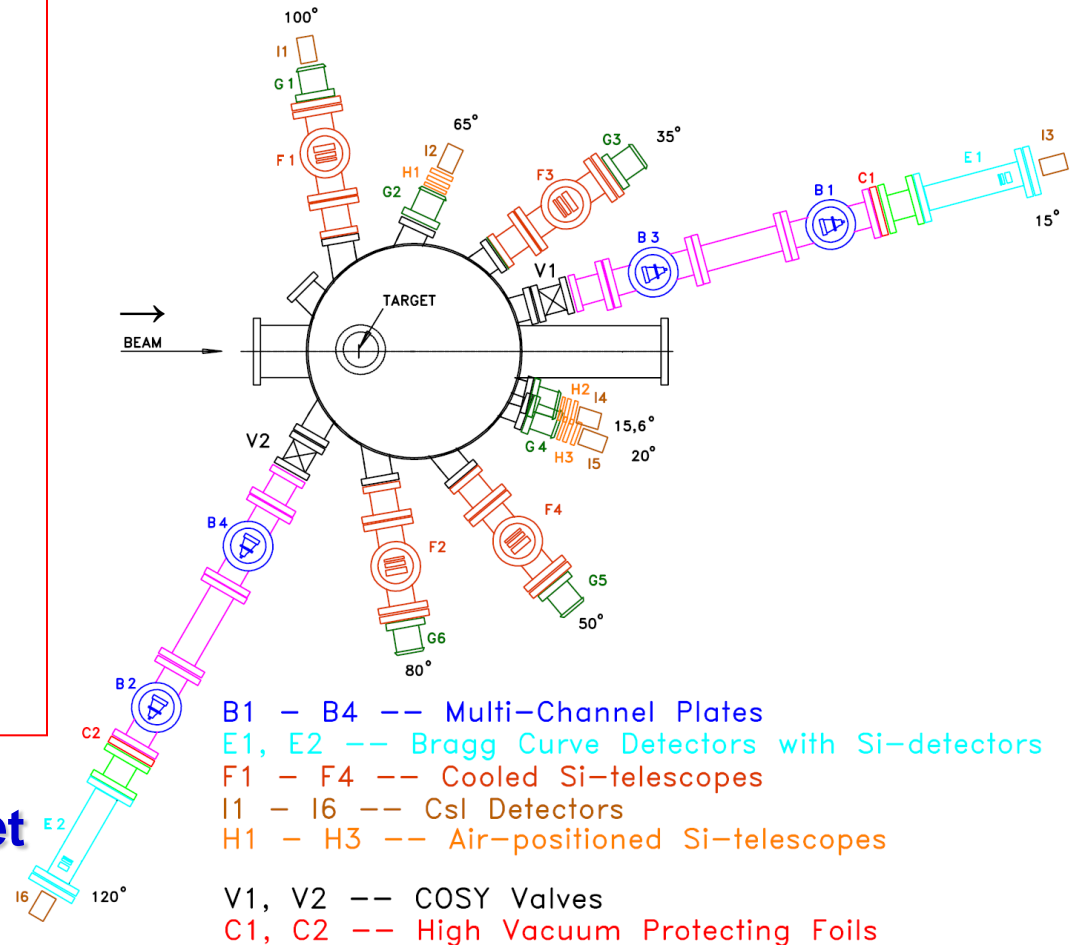 100°
I1
G1
F1
65°
I2
H1
G2
35°
G3
F3
I3
E1
C1
B1
15°
B3
V1
TARGET
BEAM
H2
I4
15,6°
G4
H3
I5
20°
V2
B4
F2
F4
G5
50°
G6
80°
B2
C2
et
E2
I6
120°
B1 - B4 -- Multi-Channel Plates
E1, E2 -- Bragg Curve Detectors with Si-detectors
F1 - F4 -- Cooled Si-telescopes
I1 - I6 -- CsI Detectors
H1 - H3 -- Air-positioned Si-telescopes
V1, V2 -- COSY Valves
C1, C2 -- High Vacuum Protecting Foils